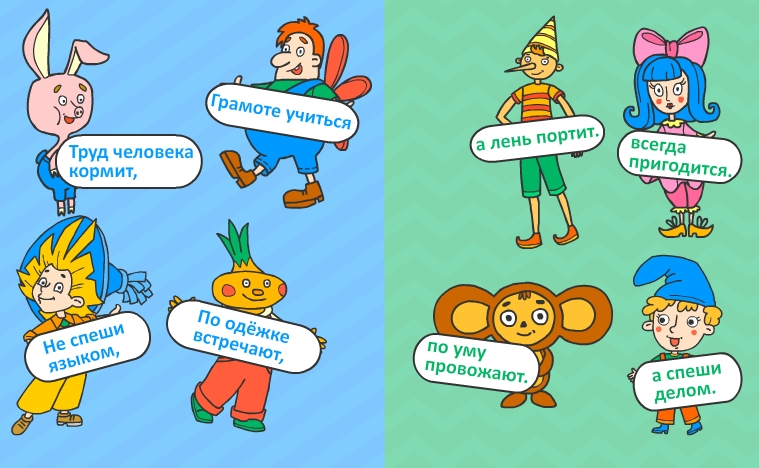 Труд человека
кормит,
Грамоте учиться
Не спеши
языком,
По одёжке
встречают,
а лень портит.
всегда
пригодится.
по уму
провожают.
а спеши
делом.